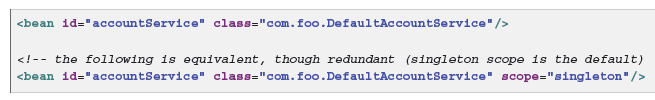 <bean id="accountService" class="com.foo.DefaultAccountService"/>
<!-- the following is equivalent, though redundant (singleton scope is the default)
<bean id="accountService" class="com.foo.DefaultAccountService" scope="singleton"/>